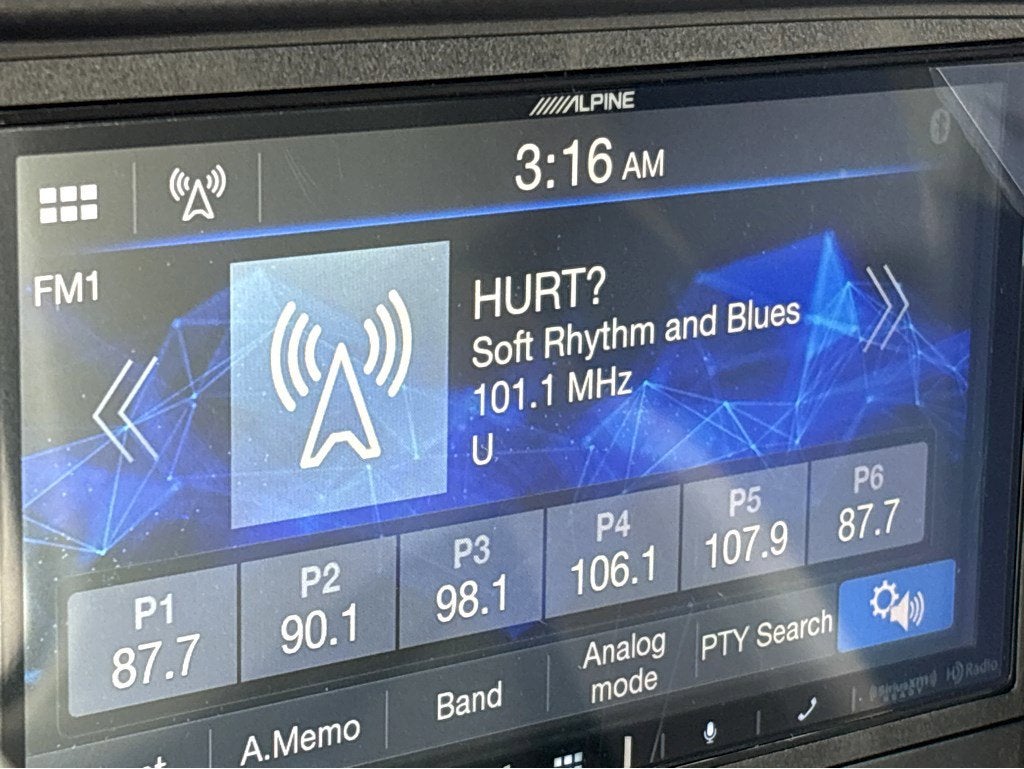 ALPINE
3:16 AM
FM1
HURT?
Soft Rhythm and Blues
101.1 MHz
U
P1
87.7
P2
90.1
P3
98.1
P4
106.1
P5
107.9
P6
87.7
A.Memo
Band
Analog
mode
PTY Search
SiriusXM
HD Radio